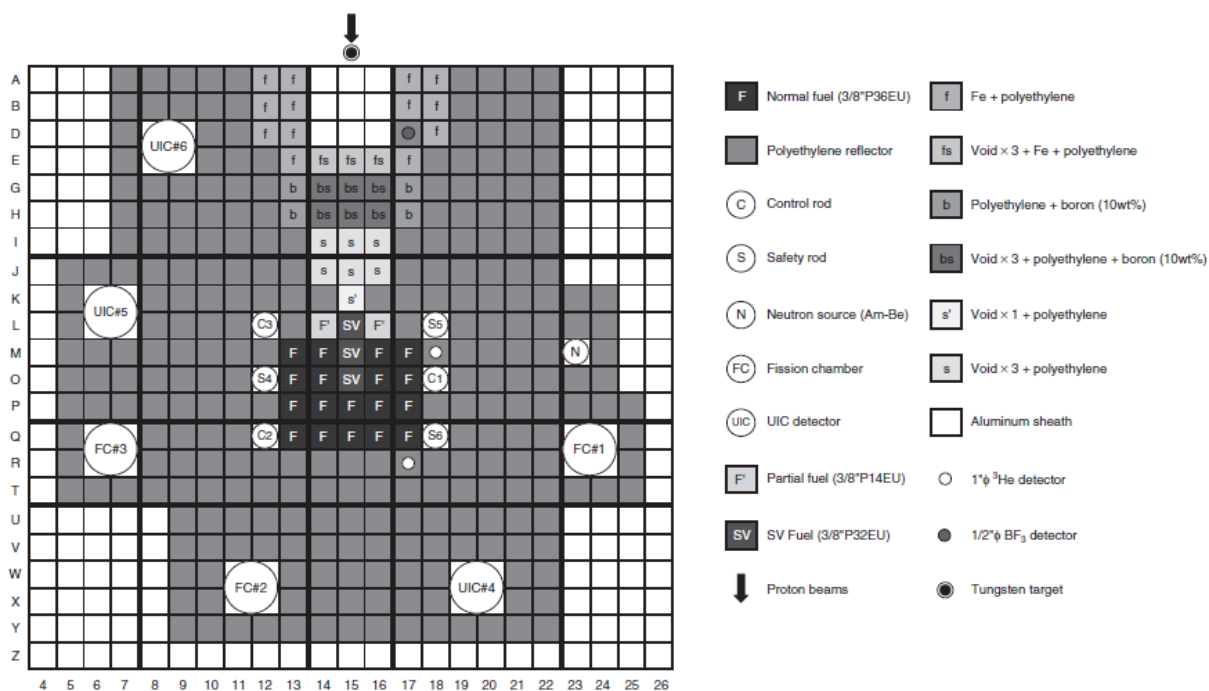 A f f f f
B f f f f
D f f f
UIC#6
E f fs fs fs f
G b bs bs bs b
H b bs bs bs b
I s s s
J s s s
K s'
UIC#5
L C3 F' SV F' S5
M F F SV F F N
O S4 F F SV F F C1
P F F F F F
Q C2 F F F F F S6
FC#3 FC#1
R
T
U
V
W
FC#2 UIC#4
X
Y
Z
4 5 6 7 8 9 10 11 12 13 14 15 16 17 18 19 20 21 22 23 24 25 26
F Normal fuel (3/8"P36EU)
Polyethylene reflector
C Control rod
S Safety rod
N Neutron source (Am-Be)
FC Fission chamber
UIC UIC detector
F' Partial fuel (3/8"P14EU)
SV SV Fuel (3/8"P32EU)
Proton beams
f Fe + polyethylene
fs Void × 3 + Fe + polyethylene
b Polyethylene + boron (10wt%)
bs Void × 3 + polyethylene + boron (10wt%)
s' Void × 1 + polyethylene
s Void × 3 + polyethylene
Aluminum sheath
1"ϕ ³He detector
1/2"ϕ BF₃ detector
Tungsten target